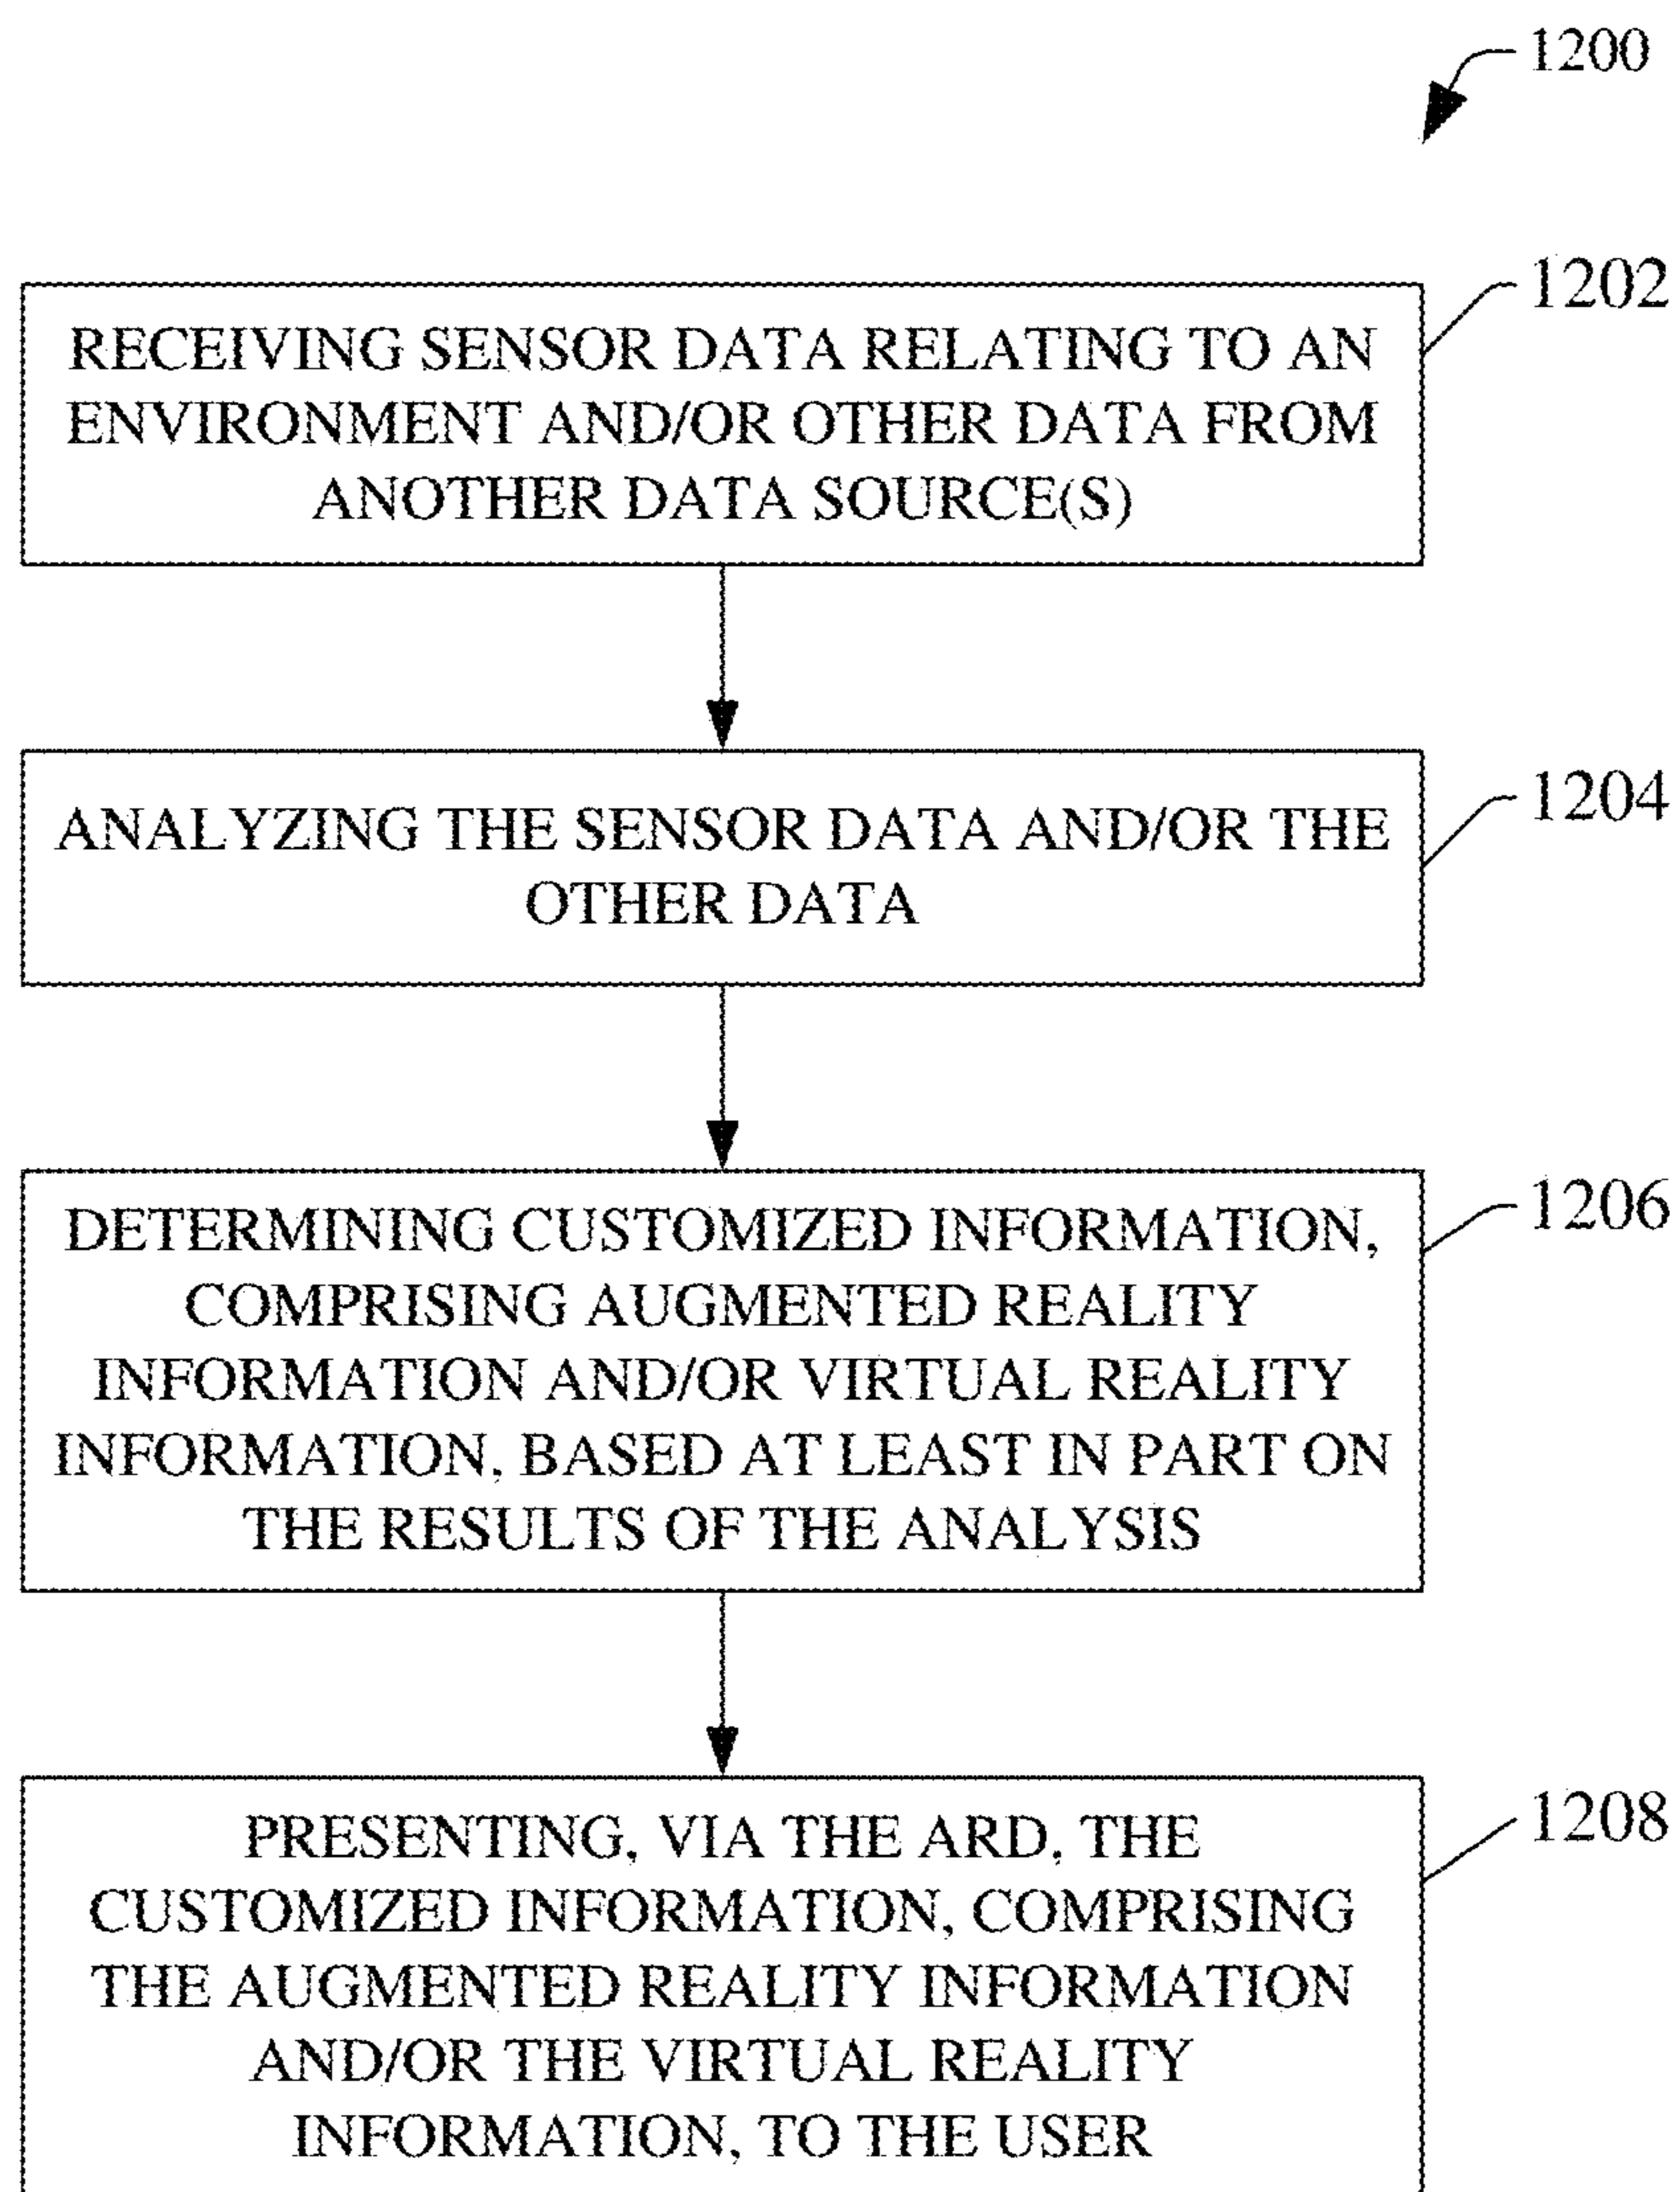 1200
1202
RECEIVING SENSOR DATA RELATING TO AN
ENVIRONMENT AND/OR OTHER DATA FROM
ANOTHER DATA SOURCE(S)
1204
ANALYZING THE SENSOR DATA AND/OR THE
OTHER DATA
1206
DETERMINING CUSTOMIZED INFORMATION,
COMPRISING AUGMENTED REALITY
INFORMATION AND/OR VIRTUAL REALITY
INFORMATION, BASED AT LEAST IN PART ON
THE RESULTS OF THE ANALYSIS
1208
PRESENTING, VIA THE ARD, THE
CUSTOMIZED INFORMATION, COMPRISING
THE AUGMENTED REALITY INFORMATION
AND/OR THE VIRTUAL REALITY
INFORMATION, TO THE USER